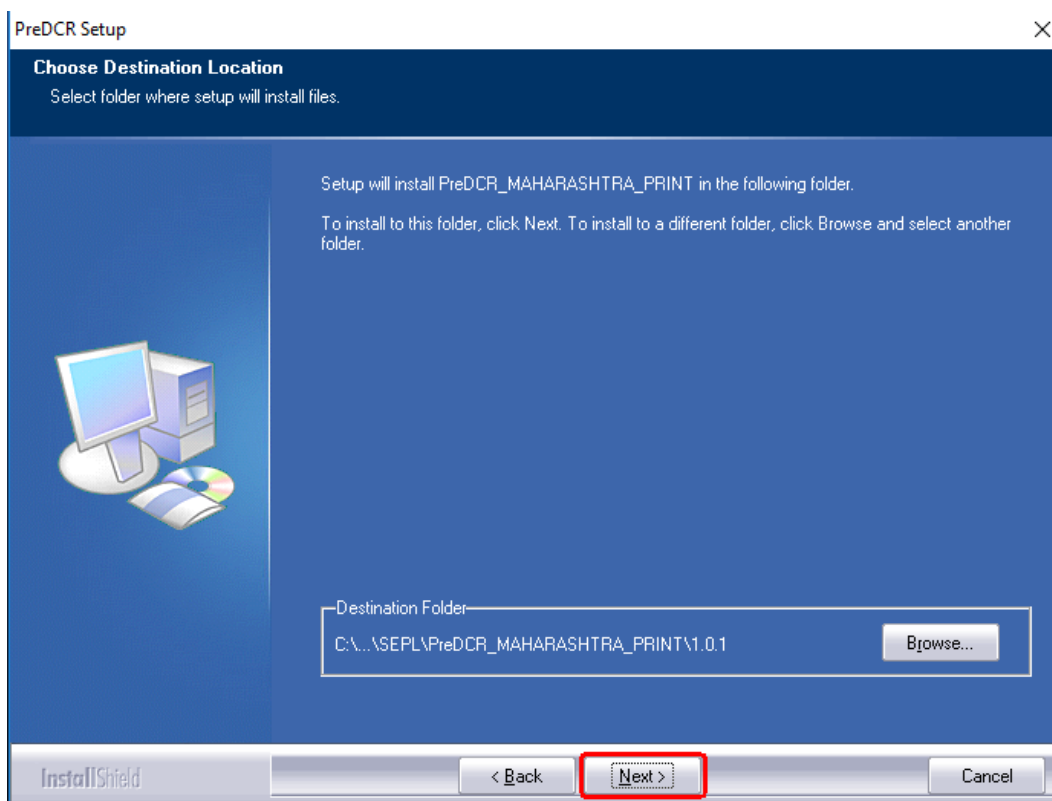 PreDCR Setup
Choose Destination Location
Select folder where setup will install files.
Setup will install PreDCR_MAHARASHTRA_PRINT in the following folder.
To install to this folder, click Next. To install to a different folder, click Browse and select another
folder.
Destination Folder
C:\...\SEPL\PreDCR_MAHARASHTRA_PRINT\1.0.1
Browse...
InstallShield
< Back
Next >
Cancel